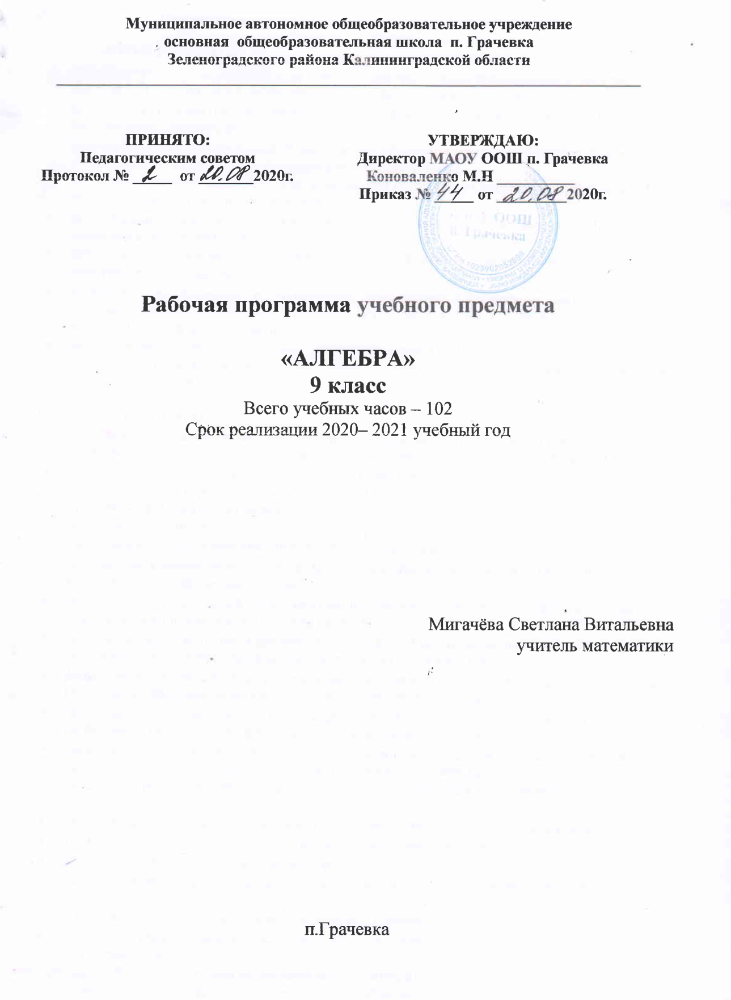 Муниципальное автономное общеобразовательное учреждение
основная общеобразовательная школа п. Грачевка
Зеленоградского района Калининградской области
ПРИНЯТО:
Педагогическим советом
Протокол № 2 от 20.08 2020г.
УТВЕРЖДАЮ:
Директор МАОУ ООШ п. Грачевка
Коноваленко М.Н
Приказ № 44 от 20.08 2020г.
ООШ
п. Грачевка
Рабочая программа учебного предмета
«АЛГЕБРА»
9 класс
Всего учебных часов – 102
Срок реализации 2020– 2021 учебный год
Мигачёва Светлана Витальевна
учитель математики
п.Грачевка